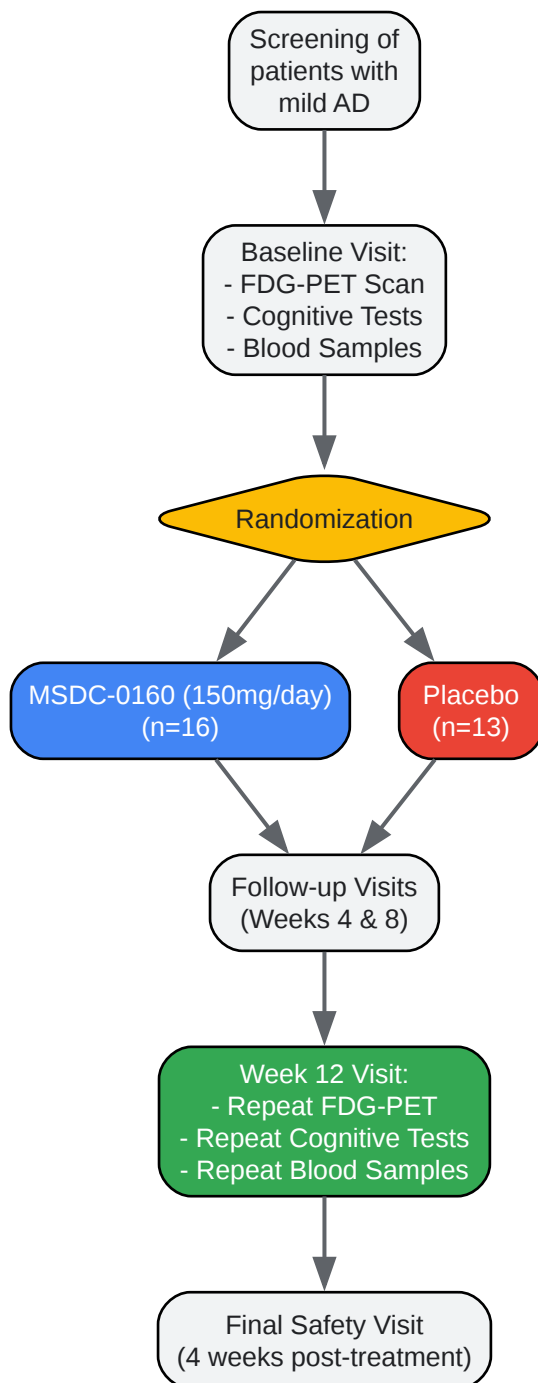 Screening of
patients with
mild AD
Baseline Visit:
- FDG-PET Scan
- Cognitive Tests
- Blood Samples
Randomization
MSDC-0160 (150mg/day)
(n=16)
Placebo
(n=13)
Follow-up Visits
(Weeks 4 & 8)
Week 12 Visit:
- Repeat FDG-PET
- Repeat Cognitive Tests
- Repeat Blood Samples
Final Safety Visit
(4 weeks post-treatment)